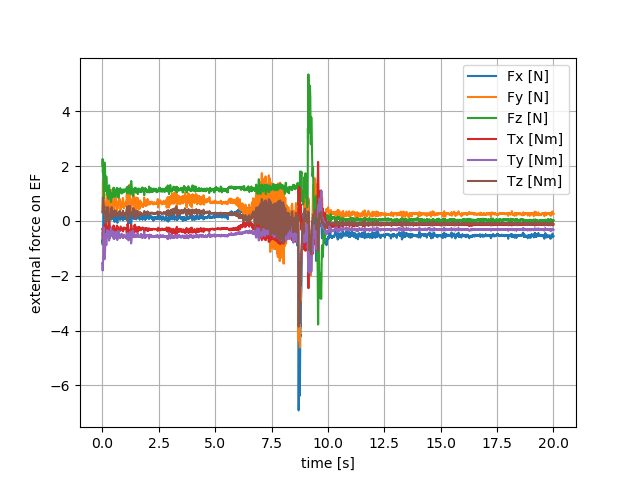 external force on EF
4
2
0
−2
−4
−6
0.0 2.5 5.0 7.5 10.0 12.5 15.0 17.5 20.0
time [s]
Fx [N]
Fy [N]
Fz [N]
Tx [Nm]
Ty [Nm]
Tz [Nm]